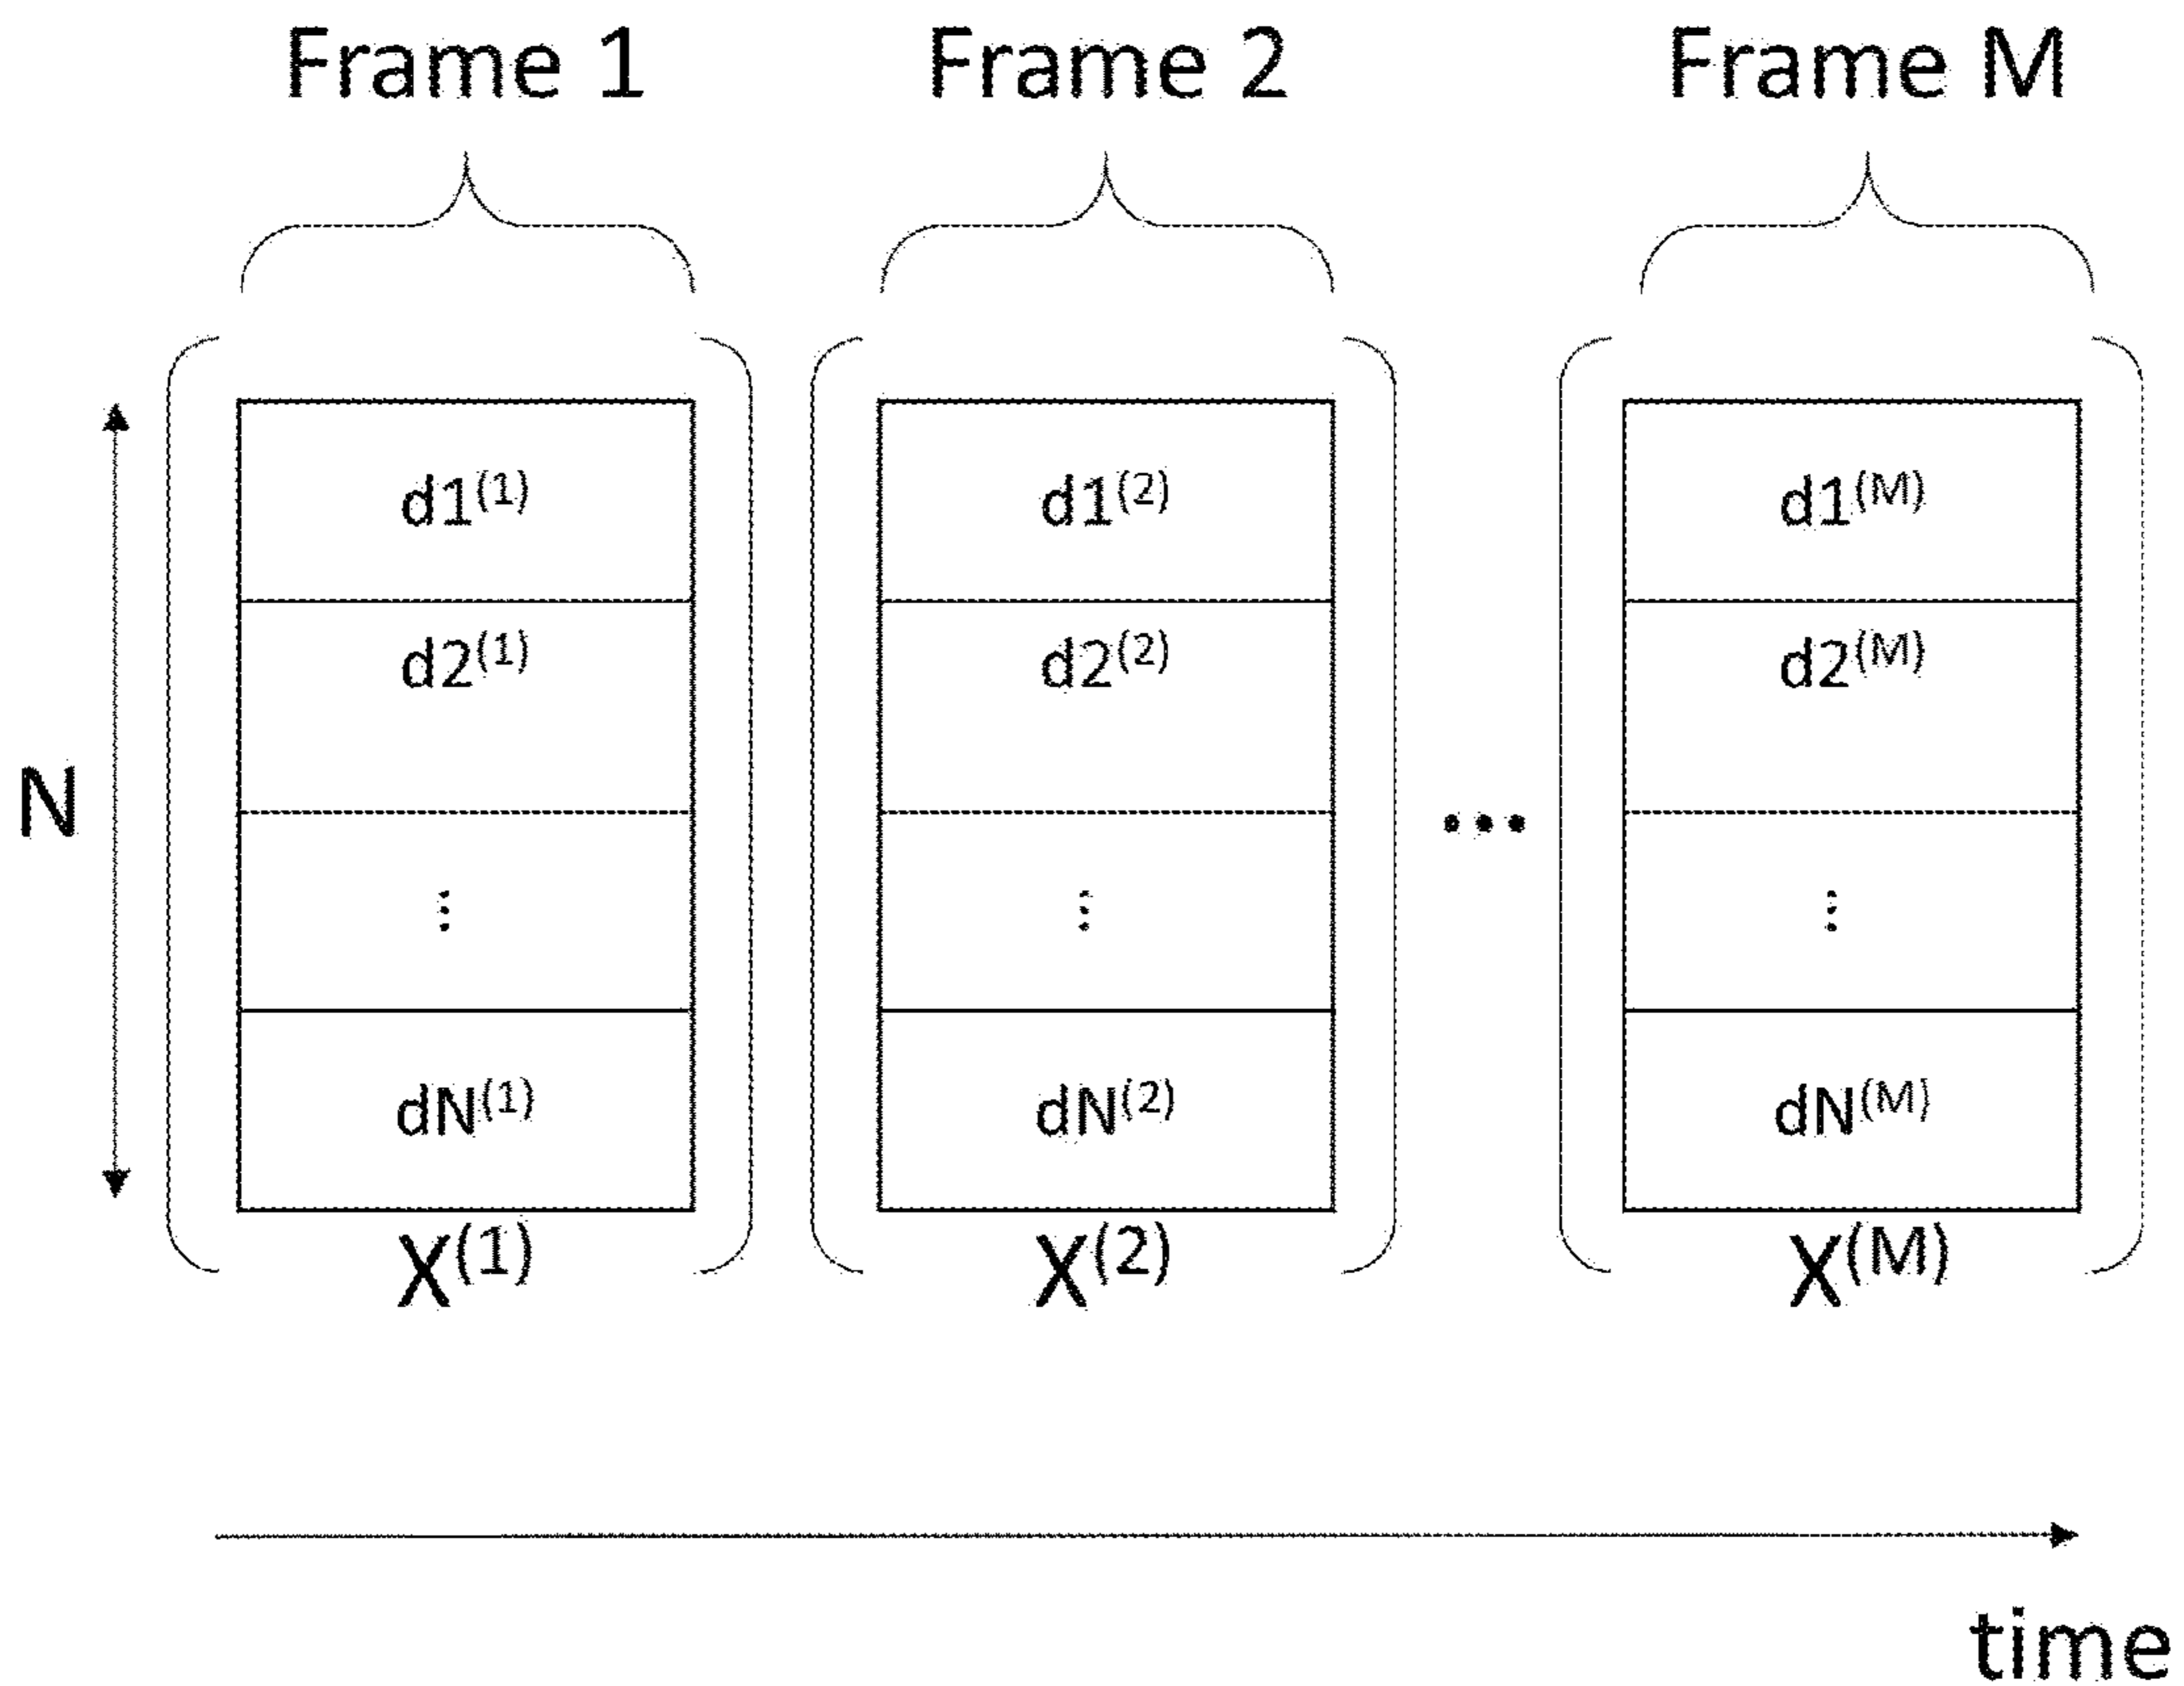 Frame 1 Frame 2 Frame M
d1(1) d1(2) d1(M)
d2(1) d2(2) d2(M)
N
⋮ ⋮ ⋮
...
dN(1) dN(2) dN(M)
X(1) X(2) X(M)
time